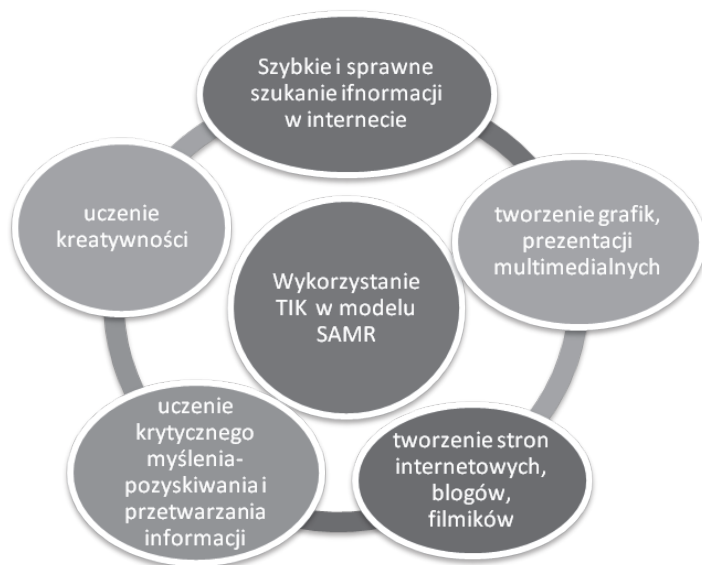 Szybkie i sprawne
szukanie ifnormacji
w internecie
tworzenie grafik,
prezentacji
multimedialnych
tworzenie stron
internetowych,
blogów,
filmików
uczenie
krytycznego
myślenia-
pozyskiwania i
przetwarzania
informacji
uczenie
kreatywności
Wykorzystanie
TIK w modelu
SAMR